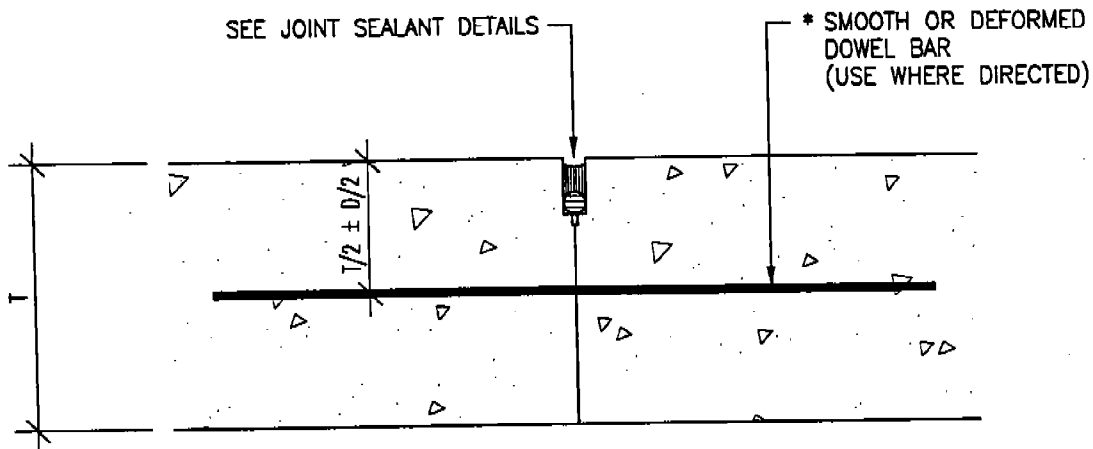 SEE JOINT SEALANT DETAILS
* SMOOTH OR DEFORMED
DOWEL BAR
(USE WHERE DIRECTED)
T/2 ± D/2
T